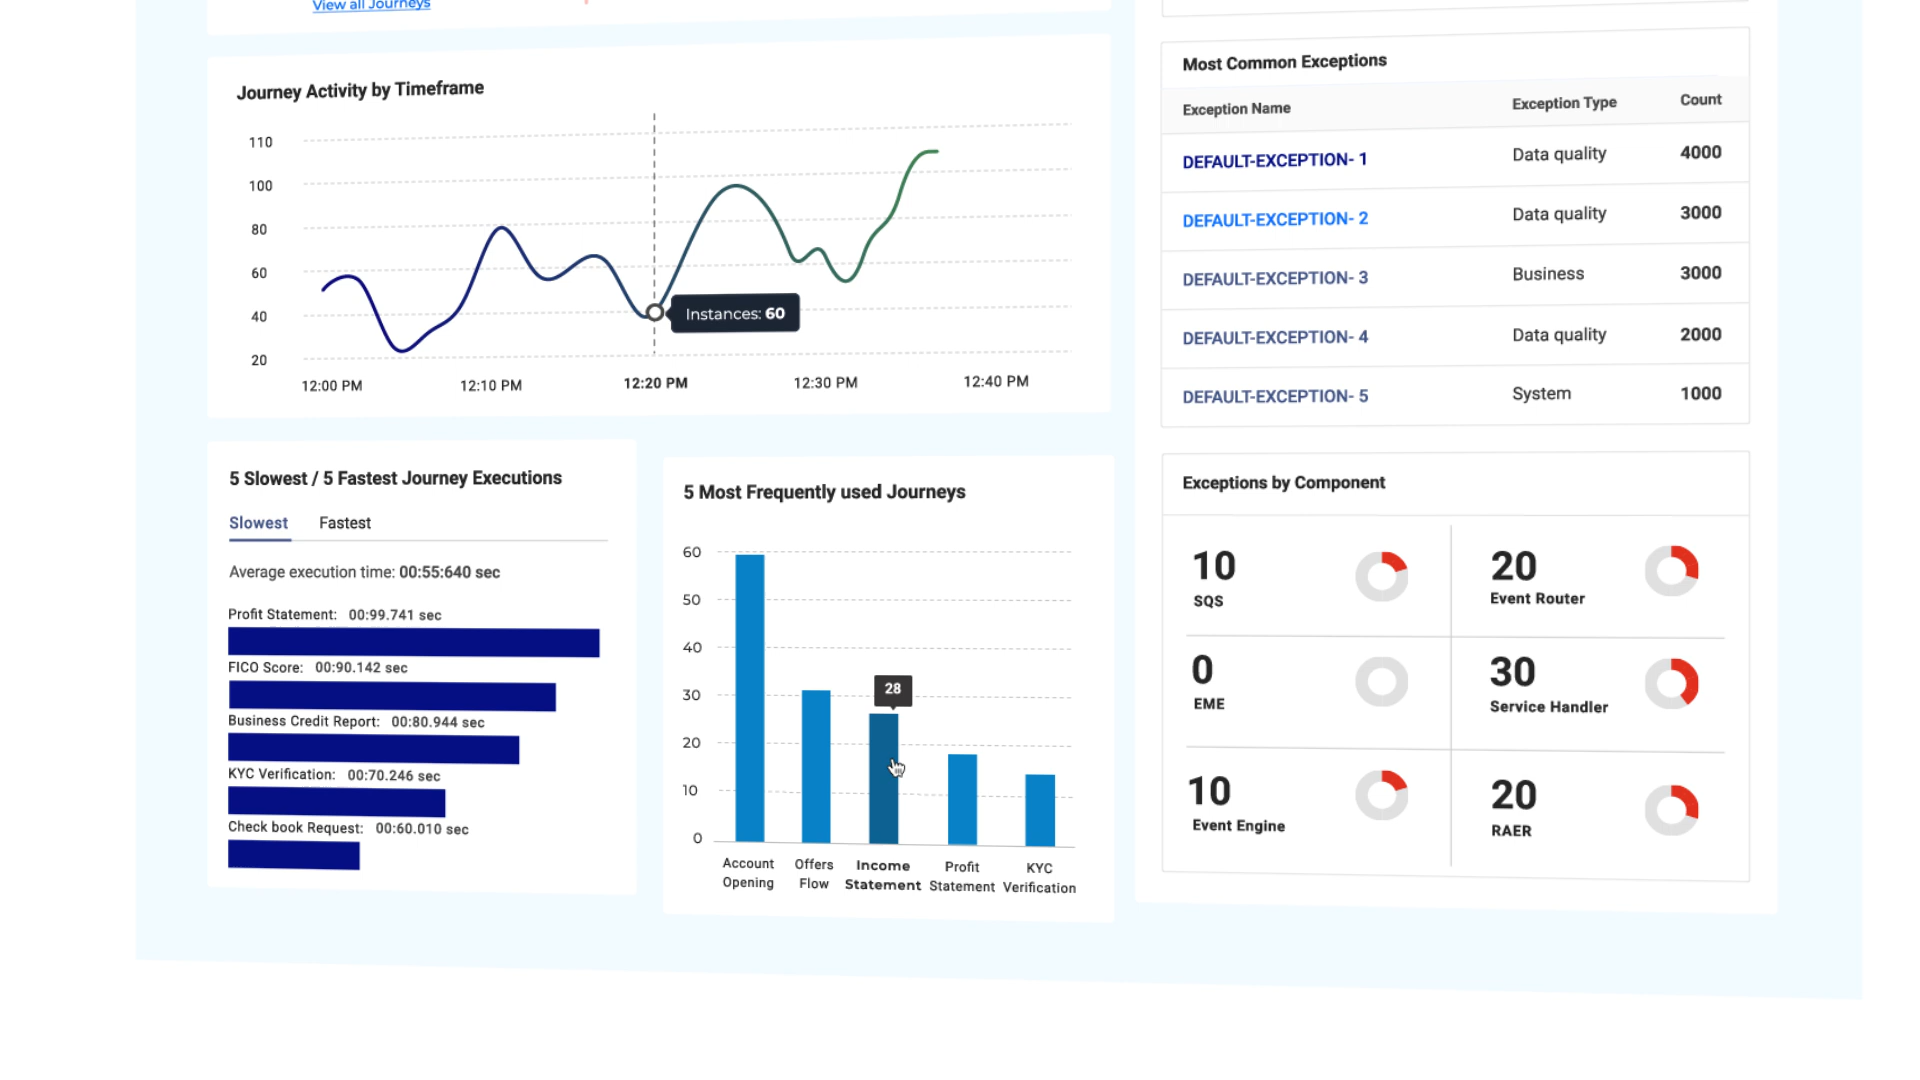 View all Journeys
Journey Activity by Timeframe
110
100
80
60
40
20
Instances: 60
12:00 PM 12:10 PM 12:20 PM 12:30 PM 12:40 PM
5 Slowest / 5 Fastest Journey Executions
Slowest Fastest
Average execution time: 00:55:640 sec
Profit Statement: 00:99.741 sec
FICO Score: 00:90.142 sec
Business Credit Report: 00:80.944 sec
KYC Verification: 00:70.246 sec
Check book Request: 00:60.010 sec
5 Most Frequently used Journeys
60
50
40
30
28
20
10
0
Account Opening
Offers Flow
Income Statement
Profit Statement
KYC Verification
Most Common Exceptions
Exception Name Exception Type Count
DEFAULT-EXCEPTION- 1 Data quality 4000
DEFAULT-EXCEPTION- 2 Data quality 3000
DEFAULT-EXCEPTION- 3 Business 3000
DEFAULT-EXCEPTION- 4 Data quality 2000
DEFAULT-EXCEPTION- 5 System 1000
Exceptions by Component
10
SQS
20
Event Router
0
EME
30
Service Handler
10
Event Engine
20
RAER